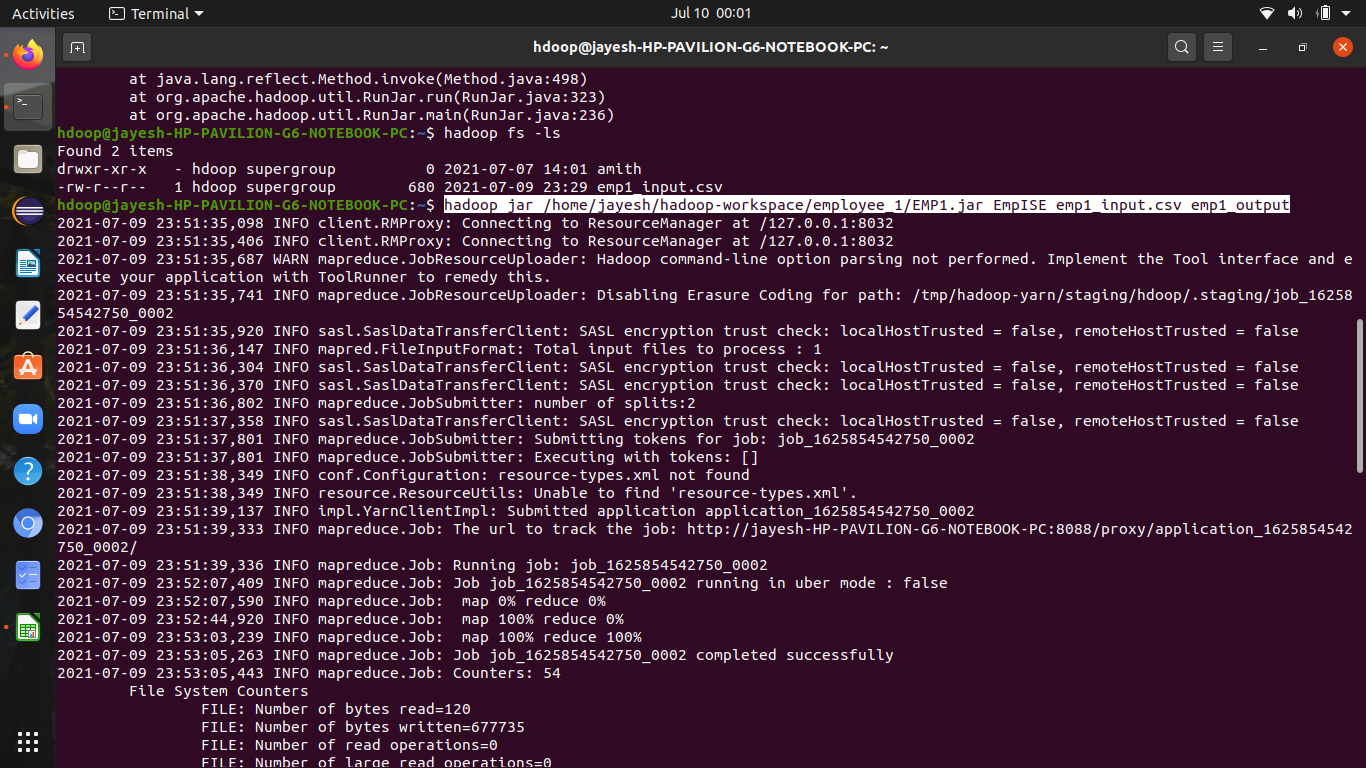 Activities
Terminal
Jul 10 00:01
hdoop@jayesh-HP-PAVILION-G6-NOTEBOOK-PC: ~
at java.lang.reflect.Method.invoke(Method.java:498)
at org.apache.hadoop.util.RunJar.run(RunJar.java:323)
at org.apache.hadoop.util.RunJar.main(RunJar.java:236)
hdoop@jayesh-HP-PAVILION-G6-NOTEBOOK-PC:~$ hadoop fs -ls
Found 2 items
drwxr-xr-x   - hdoop supergroup          0 2021-07-07 14:01 amith
-rw-r--r--   1 hdoop supergroup        680 2021-07-09 23:29 emp1_input.csv
hdoop@jayesh-HP-PAVILION-G6-NOTEBOOK-PC:~$ hadoop jar /home/jayesh/hadoop-workspace/employee_1/EMP1.jar EmpISE emp1_input.csv emp1_output
2021-07-09 23:51:35,098 INFO client.RMProxy: Connecting to ResourceManager at /127.0.0.1:8032
2021-07-09 23:51:35,406 INFO client.RMProxy: Connecting to ResourceManager at /127.0.0.1:8032
2021-07-09 23:51:35,687 WARN mapreduce.JobResourceUploader: Hadoop command-line option parsing not performed. Implement the Tool interface and e
xecute your application with ToolRunner to remedy this.
2021-07-09 23:51:35,741 INFO mapreduce.JobResourceUploader: Disabling Erasure Coding for path: /tmp/hadoop-yarn/staging/hdoop/.staging/job_16258
54542750_0002
2021-07-09 23:51:35,920 INFO sasl.SaslDataTransferClient: SASL encryption trust check: localHostTrusted = false, remoteHostTrusted = false
2021-07-09 23:51:36,147 INFO mapred.FileInputFormat: Total input files to process : 1
2021-07-09 23:51:36,304 INFO sasl.SaslDataTransferClient: SASL encryption trust check: localHostTrusted = false, remoteHostTrusted = false
2021-07-09 23:51:36,370 INFO sasl.SaslDataTransferClient: SASL encryption trust check: localHostTrusted = false, remoteHostTrusted = false
2021-07-09 23:51:36,802 INFO mapreduce.JobSubmitter: number of splits:2
2021-07-09 23:51:37,358 INFO sasl.SaslDataTransferClient: SASL encryption trust check: localHostTrusted = false, remoteHostTrusted = false
2021-07-09 23:51:37,801 INFO mapreduce.JobSubmitter: Submitting tokens for job: job_1625854542750_0002
2021-07-09 23:51:37,801 INFO mapreduce.JobSubmitter: Executing with tokens: []
2021-07-09 23:51:38,349 INFO conf.Configuration: resource-types.xml not found
2021-07-09 23:51:38,349 INFO resource.ResourceUtils: Unable to find 'resource-types.xml'.
2021-07-09 23:51:39,137 INFO impl.YarnClientImpl: Submitted application application_1625854542750_0002
2021-07-09 23:51:39,333 INFO mapreduce.Job: The url to track the job: http://jayesh-HP-PAVILION-G6-NOTEBOOK-PC:8088/proxy/application_1625854542
750_0002/
2021-07-09 23:51:39,336 INFO mapreduce.Job: Running job: job_1625854542750_0002
2021-07-09 23:52:07,409 INFO mapreduce.Job: Job job_1625854542750_0002 running in uber mode : false
2021-07-09 23:52:07,590 INFO mapreduce.Job:  map 0% reduce 0%
2021-07-09 23:52:44,920 INFO mapreduce.Job:  map 100% reduce 0%
2021-07-09 23:53:03,239 INFO mapreduce.Job:  map 100% reduce 100%
2021-07-09 23:53:05,263 INFO mapreduce.Job: Job job_1625854542750_0002 completed successfully
2021-07-09 23:53:05,443 INFO mapreduce.Job: Counters: 54
File System Counters
FILE: Number of bytes read=120
FILE: Number of bytes written=677735
FILE: Number of read operations=0
FILE: Number of large read operations=0